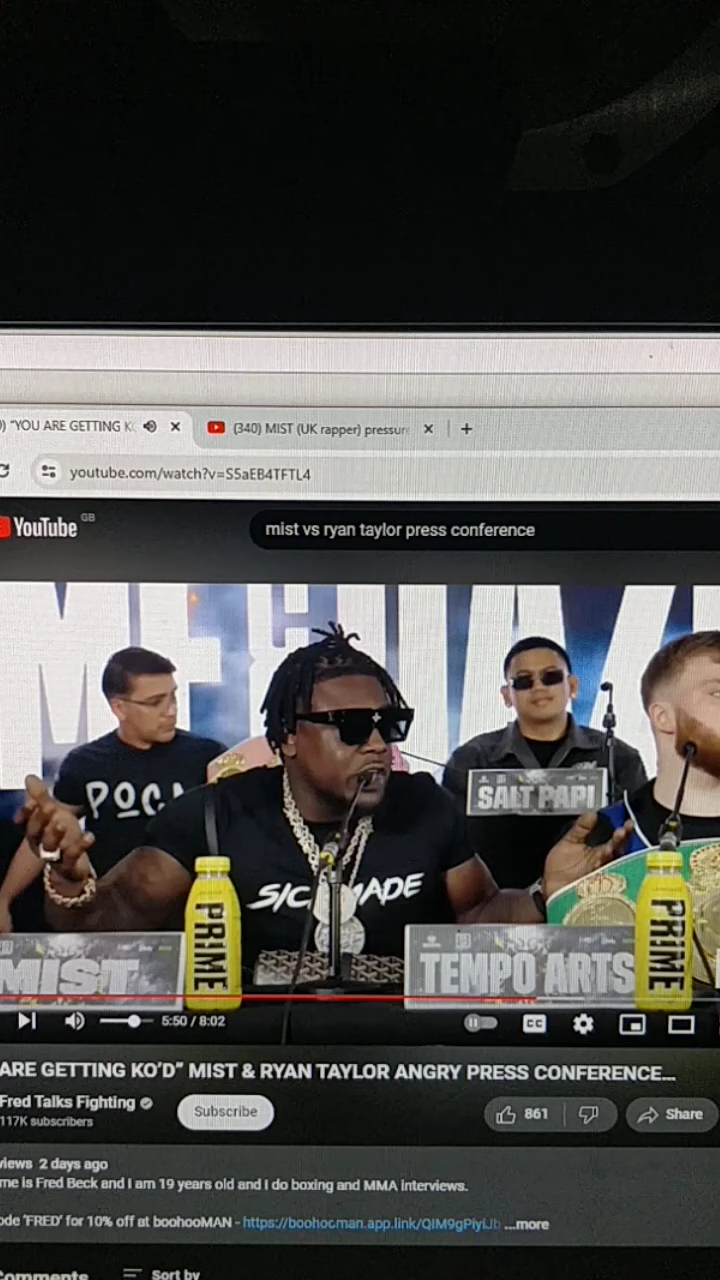 ) "YOU ARE GETTING K
(340) MIST (UK rapper) pressur
youtube.com/watch?v=S5aEB4TFTL4
YouTube GB
mist vs ryan taylor press conference
POCA
SALT PAPI
MADE
PRIME
PRIME
MIST
TEMPO ARTS
5:50 / 8:02
CC
ARE GETTING KO'D" MIST & RYAN TAYLOR ANGRY PRESS CONFERENCE...
Fred Talks Fighting
117K subscribers
Subscribe
861
Share
views 2 days ago
me is Fred Beck and I am 19 years old and I do boxing and MMA interviews.
ode 'FRED' for 10% off at boohooMAN - https://boohooman.app.link/ ...more
Comments
Sort by